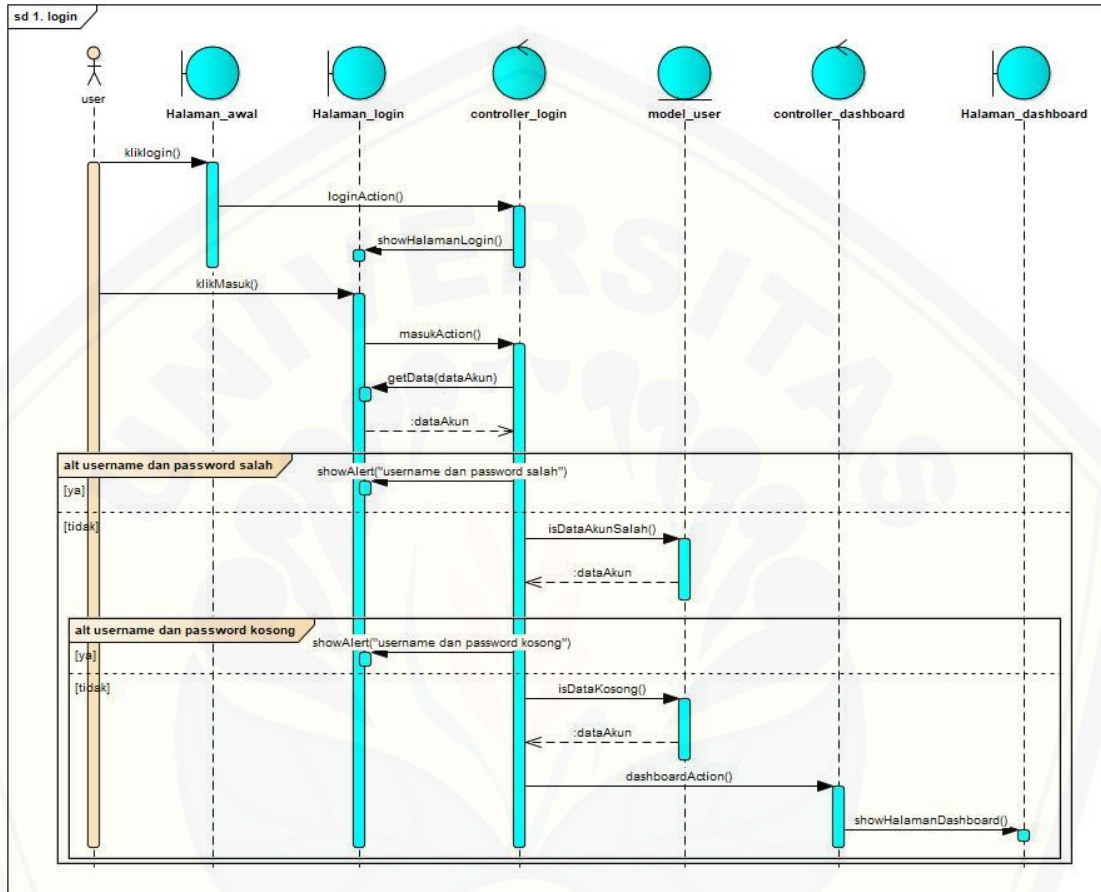 sd 1. login
user
Halaman_awal
Halaman_login
controller_login
model_user
controller_dashboard
Halaman_dashboard
kliklogin()
loginAction()
showHalamanLogin()
klikMasuk()
masukAction()
getData(dataAkun)
:dataAkun
alt username dan password salah
showAlert("username dan password salah")
[ya]
[tidak]
isDataAkunSalah()
:dataAkun
alt username dan password kosong
showAlert("username dan password kosong")
[ya]
[tidak]
isDataKosong()
:dataAkun
dashboardAction()
showHalamanDashboard()
UNIVERSITAS